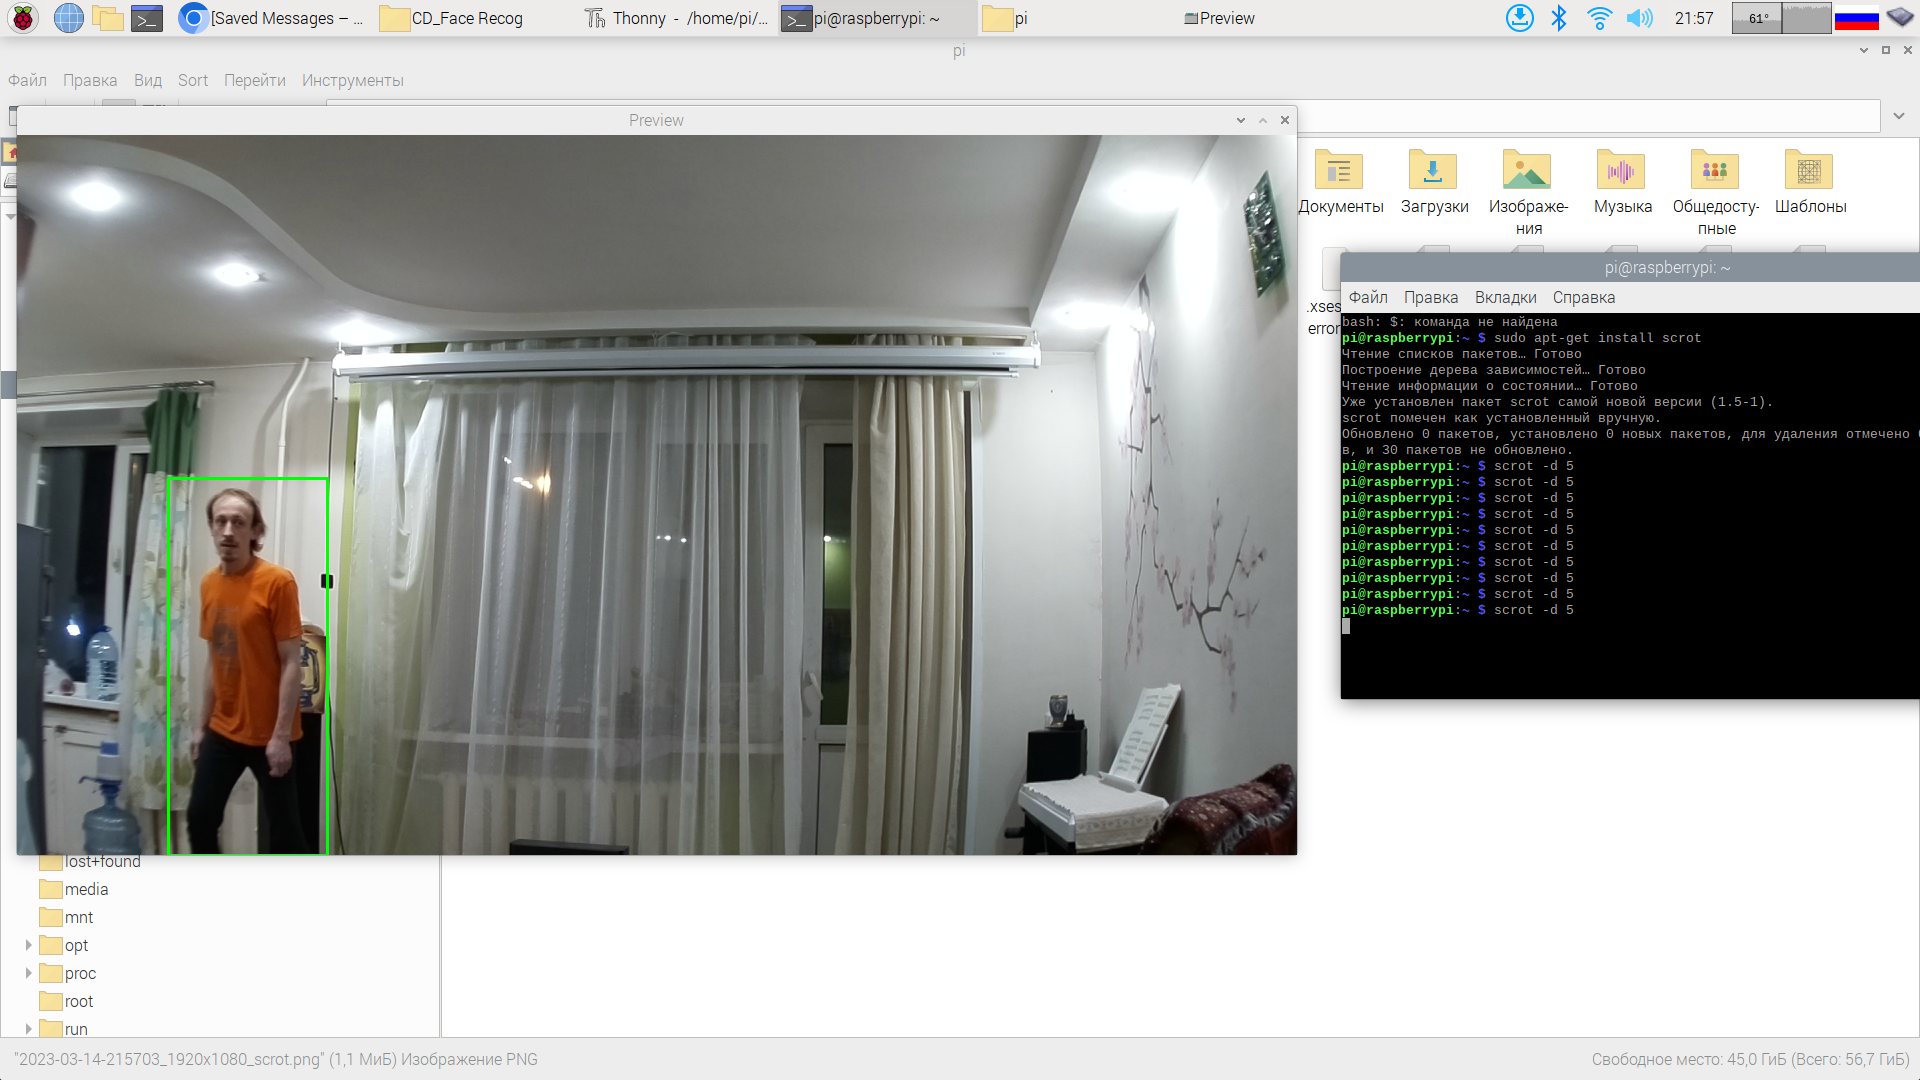 [Saved Messages – ...
CD_Face Recog
Thonny - /home/pi/...
pi@raspberrypi: ~
pi
Preview
21:57
61°
pi
Файл Правка Вид Sort Перейти Инструменты
Preview
Документы
Загрузки
Изображе-
ния
Музыка
Общедосту-
пные
Шаблоны
.xses
error
pi@raspberrypi: ~
Файл Правка Вкладки Справка
bash: $: команда не найдена
pi@raspberrypi:~ $ sudo apt-get install scrot
Чтение списков пакетов… Готово
Построение дерева зависимостей… Готово
Чтение информации о состоянии… Готово
Уже установлен пакет scrot самой новой версии (1.5-1).
scrot помечен как установленный вручную.
Обновлено 0 пакетов, установлено 0 новых пакетов, для удаления отмечено
в, и 30 пакетов не обновлено.
pi@raspberrypi:~ $ scrot -d 5
pi@raspberrypi:~ $ scrot -d 5
pi@raspberrypi:~ $ scrot -d 5
pi@raspberrypi:~ $ scrot -d 5
pi@raspberrypi:~ $ scrot -d 5
pi@raspberrypi:~ $ scrot -d 5
pi@raspberrypi:~ $ scrot -d 5
pi@raspberrypi:~ $ scrot -d 5
pi@raspberrypi:~ $ scrot -d 5
pi@raspberrypi:~ $ scrot -d 5
lost+found
media
mnt
opt
proc
root
run
"2023-03-14-215703_1920x1080_scrot.png" (1,1 МиБ) Изображение PNG
Свободное место: 45,0 ГиБ (Всего: 56,7 ГиБ)